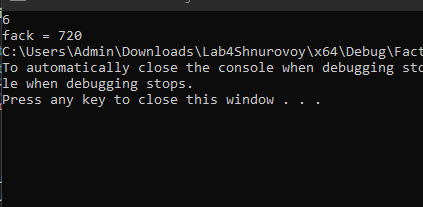 6
fack = 720
C:\Users\Admin\Downloads\Lab4Shnurovoy\x64\Debug\Fact
To automatically close the console when debugging sto
le when debugging stops.
Press any key to close this window . . .